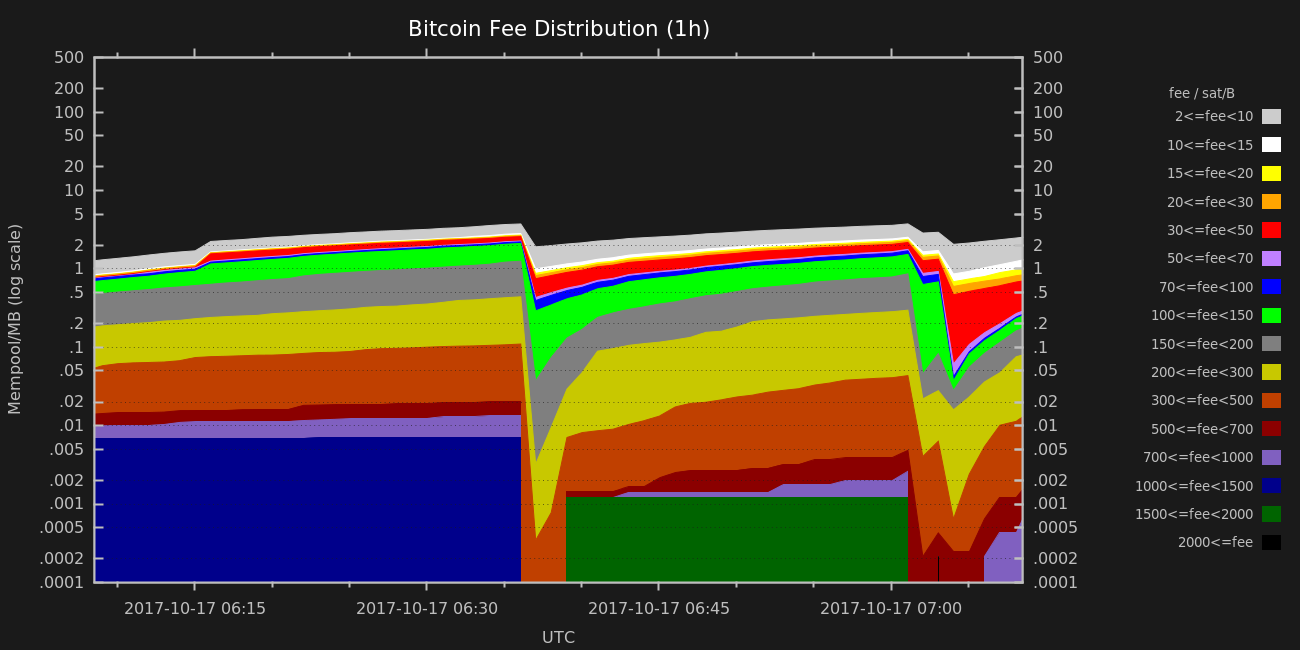 Bitcoin Fee Distribution (1h)
Mempool/MB (log scale)
500
200
100
50
20
10
5
2
1
.5
.2
.1
.05
.02
.01
.005
.002
.001
.0005
.0002
.0001
500
200
100
50
20
10
5
2
1
.5
.2
.1
.05
.02
.01
.005
.002
.001
.0005
.0002
.0001
2017-10-17 06:15
2017-10-17 06:30
2017-10-17 06:45
2017-10-17 07:00
UTC
fee / sat/B
2<=fee<10
10<=fee<15
15<=fee<20
20<=fee<30
30<=fee<50
50<=fee<70
70<=fee<100
100<=fee<150
150<=fee<200
200<=fee<300
300<=fee<500
500<=fee<700
700<=fee<1000
1000<=fee<1500
1500<=fee<2000
2000<=fee